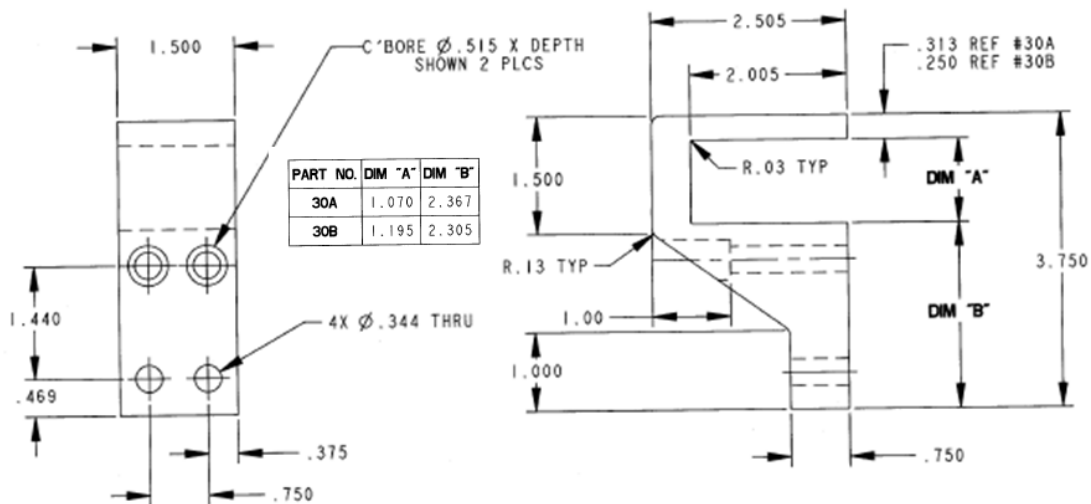 1.500
C'BORE Ø.515 X DEPTH
SHOWN 2 PLCS
PART NO. DIM "A" DIM "B"
30A 1.070 2.367
30B 1.195 2.305
1.440
4X Ø.344 THRU
.469
.375
.750
2.505
.313 REF #30A
.250 REF #30B
2.005
R.03 TYP
DIM "A"
1.500
R.13 TYP
3.750
DIM "B"
1.00
1.000
.750